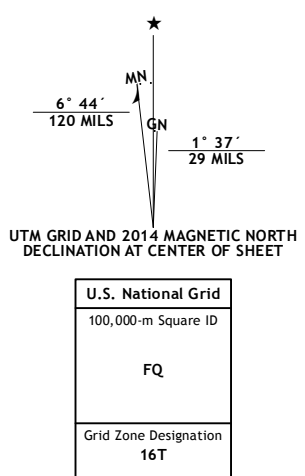 ★
MN
6° 44´
120 MILS
GN
1° 37´
29 MILS
UTM GRID AND 2014 MAGNETIC NORTH
DECLINATION AT CENTER OF SHEET
U.S. National Grid
100,000-m Square ID
FQ
Grid Zone Designation
16T